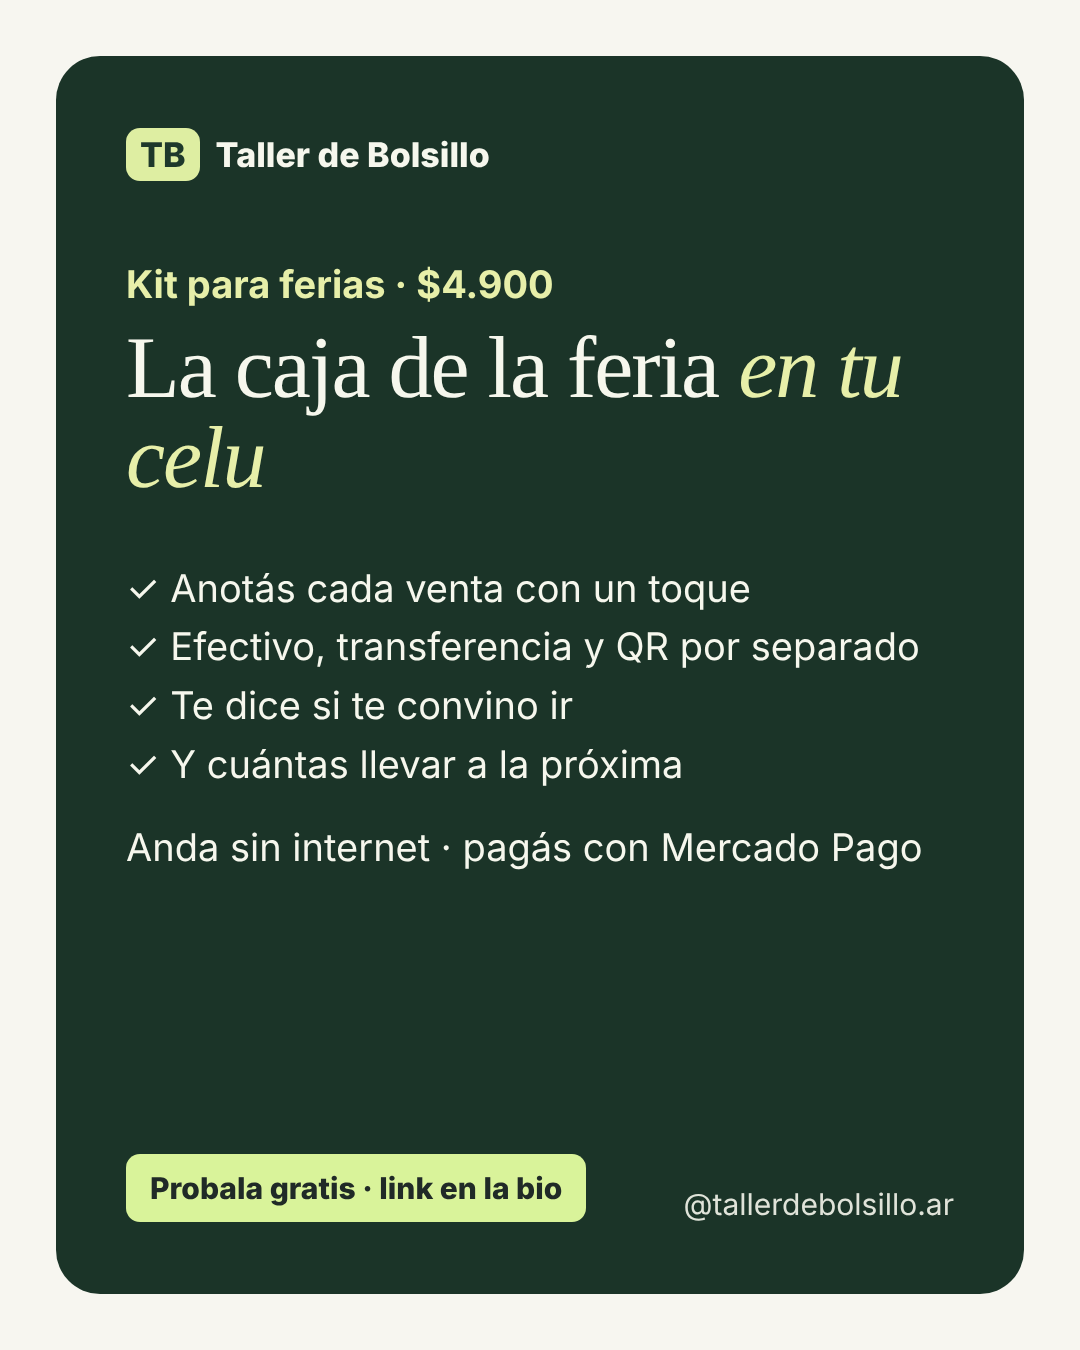 TB Taller de Bolsillo
Kit para ferias · $4.900
La caja de la feria en tu
celu
✓ Anotás cada venta con un toque
✓ Efectivo, transferencia y QR por separado
✓ Te dice si te convino ir
✓ Y cuántas llevar a la próxima
Anda sin internet · pagás con Mercado Pago
Probala gratis · link en la bio
@tallerdebolsillo.ar